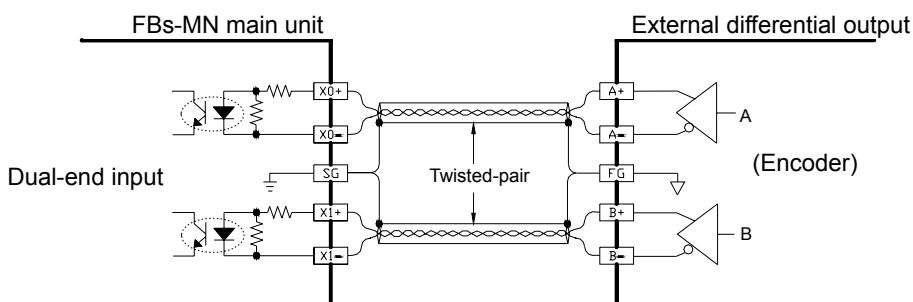 FBs-MN main unit
External differential output
X0+
A+
A
X0-
A-
Dual-end input
SG
Twisted-pair
FG
(Encoder)
X1+
B+
B
X1-
B-